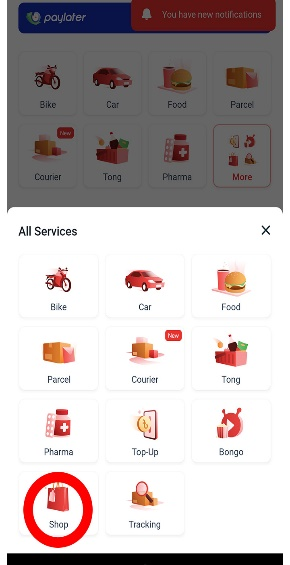 paylater
You have new notifications
Bike Car Food Parcel
New
Courier Tong Pharma More
All Services
Bike Car Food
New
Parcel Courier Tong
Pharma Top-Up Bongo
Shop Tracking